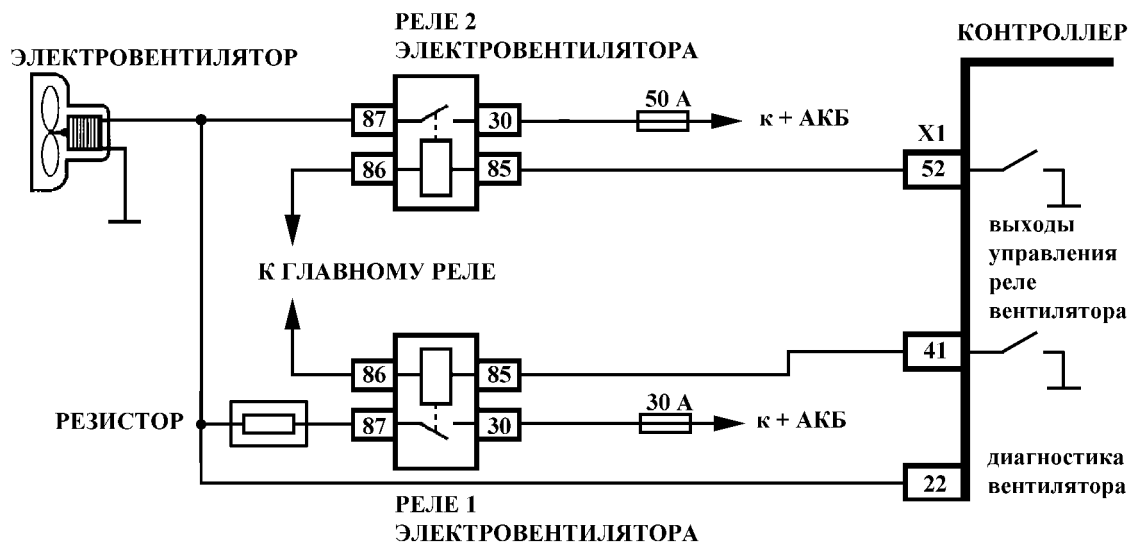 РЕЛЕ 2
ЭЛЕКТРОВЕНТИЛЯТОРА
КОНТРОЛЛЕР
ЭЛЕКТРОВЕНТИЛЯТОР
87
30
50 А
к + АКБ
X1
86
85
52
выходы
управления
реле
вентилятора
К ГЛАВНОМУ РЕЛЕ
86
85
41
РЕЗИСТОР
87
30
30 А
к + АКБ
22
диагностика
вентилятора
РЕЛЕ 1
ЭЛЕКТРОВЕНТИЛЯТОРА